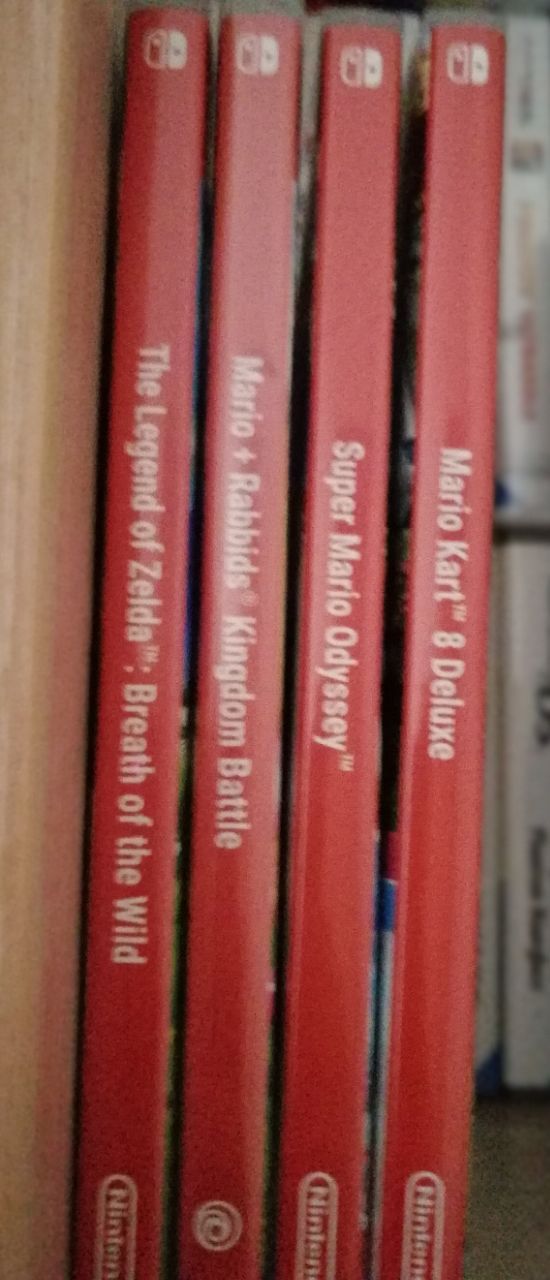 The Legend of Zelda™: Breath of the Wild
Mario + Rabbids® Kingdom Battle
Super Mario Odyssey™
Mario Kart™ 8 Deluxe